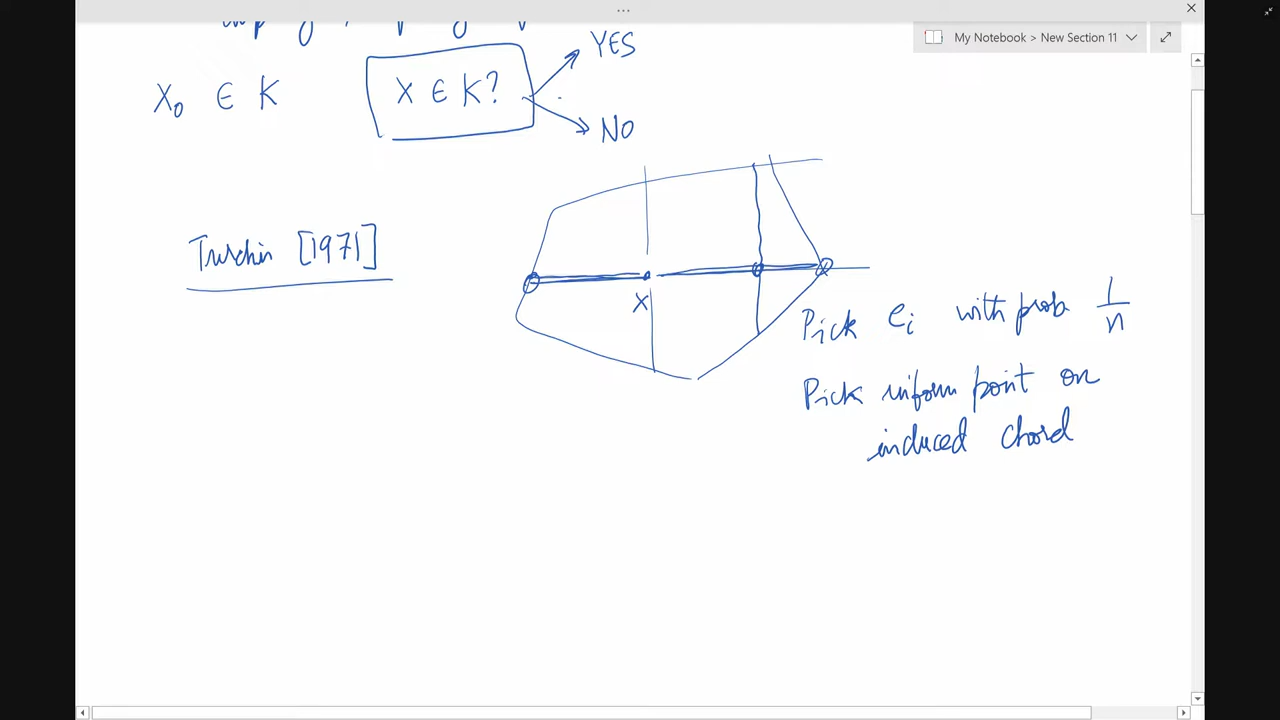 My Notebook > New Section 11
YES
X₀ ∈ K
X ∈ K?
NO
Turchin [1971]
X
Pick eᵢ with prob 1/n
Pick uniform point on
induced chord